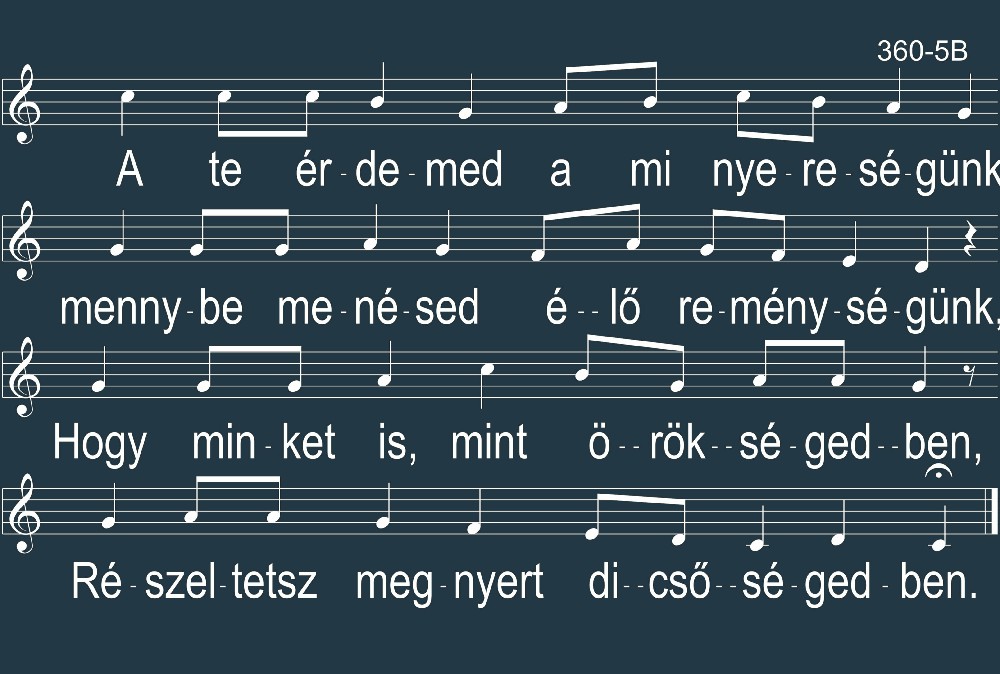 360-5B
A te ér-de-med a mi nye-re-sé-günk
menny-be me-né-sed é--lő re-mény-sé-günk,
Hogy min-ket is, mint ö--rök--sé-ged--ben,
Ré-szel-tetsz meg-nyert di--cső--sé-ged-ben.